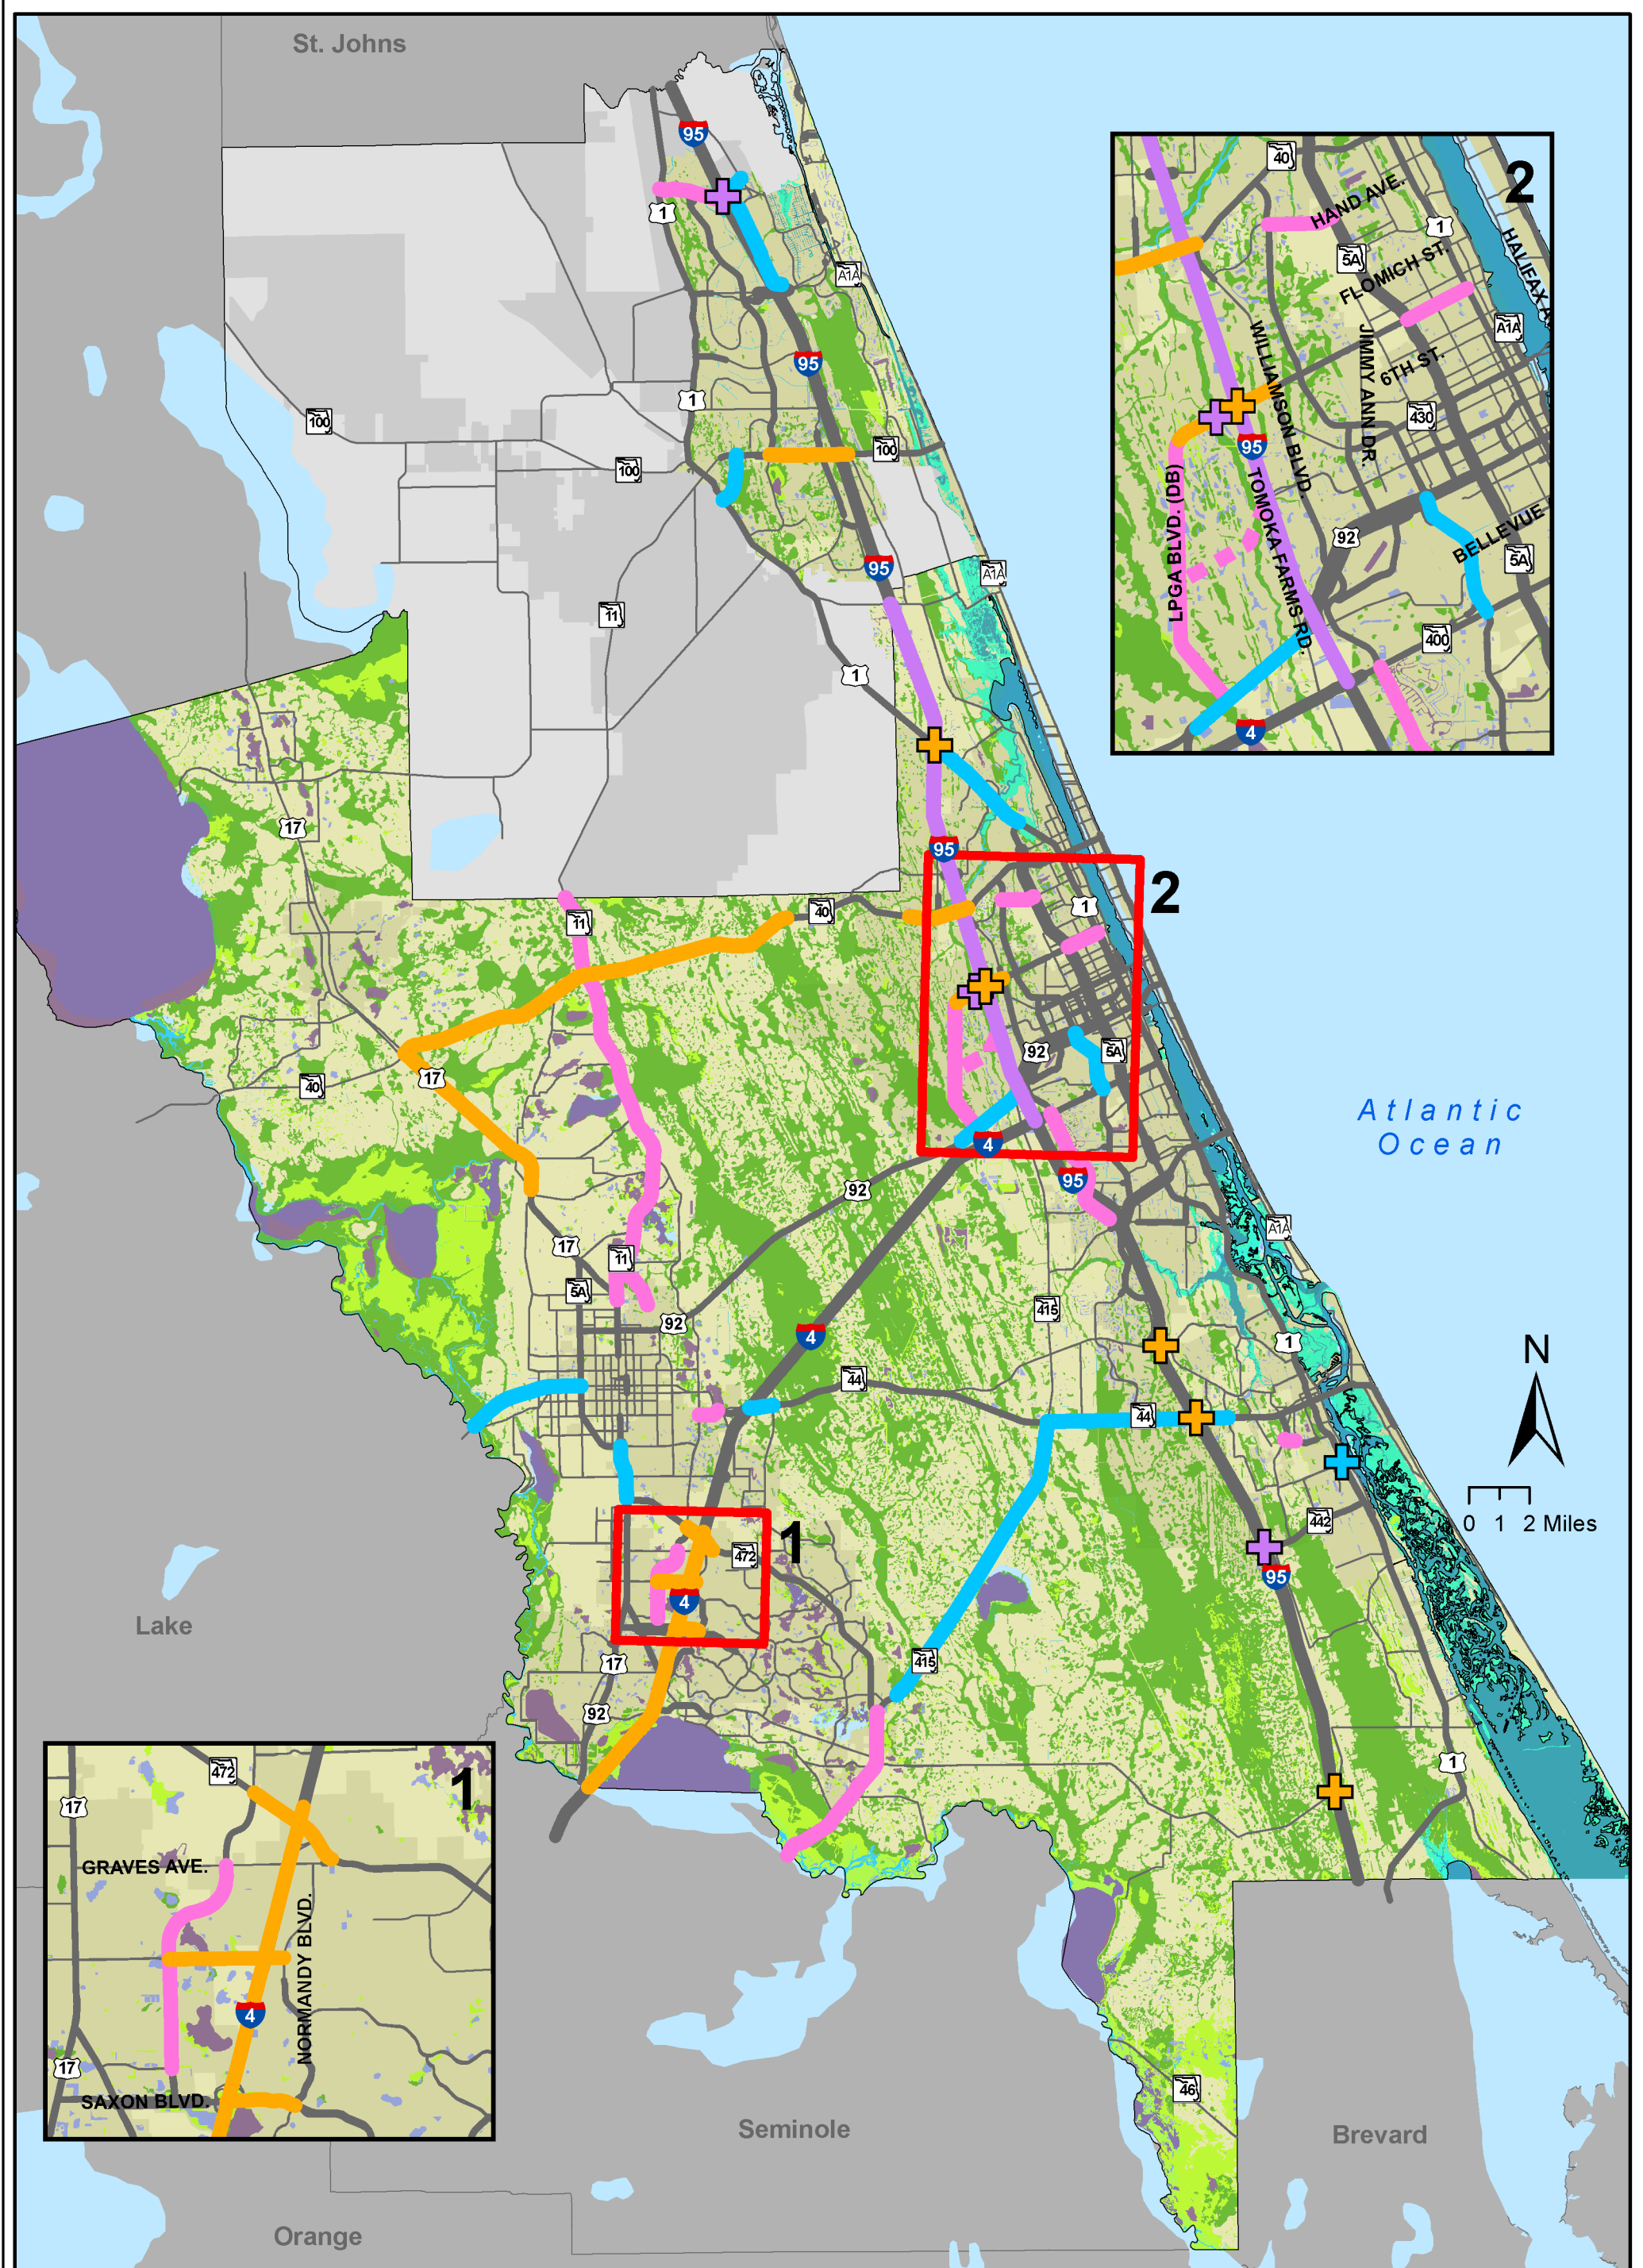 St. Johns
95
1
A1A
95
1
100
100
100
11
95
A1A
1
17
95
2
40
11
1
40
17
92
5A
4
95
92
17
11
5A
92
4
44
415
A1A
1
44
442
95
1
472
4
17
415
92
1
46
Atlantic
Ocean
N
0 1 2 Miles
Lake
Seminole
Brevard
Orange
2
40
HAND AVE.
1
5A
FLOMICH ST.
HALIFAX A
A1A
WILLIAMSON BLVD.
JIMMY ANN DR.
6TH ST.
430
95
LPGA BLVD. (DB)
TOMOKA FARMS RD.
92
BELLEVUE
5A
400
4
1
472
17
GRAVES AVE.
NORMANDY BLVD.
4
17
SAXON BLVD.